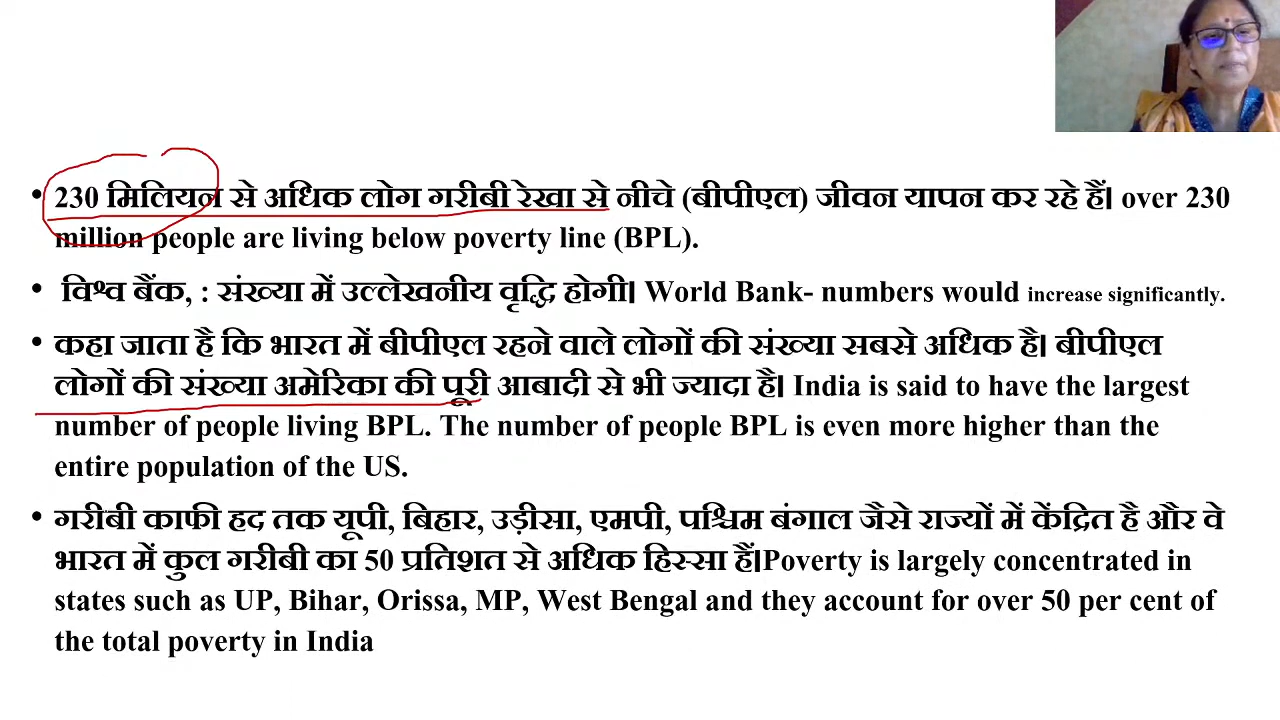 • 230 मिलियन से अधिक लोग गरीबी रेखा से नीचे (बीपीएल) जीवन यापन कर रहे हैं। over 230
million people are living below poverty line (BPL).
• विश्व बैंक, : संख्या में उल्लेखनीय वृद्धि होगी। World Bank- numbers would increase significantly.
• कहा जाता है कि भारत में बीपीएल रहने वाले लोगों की संख्या सबसे अधिक है। बीपीएल
लोगों की संख्या अमेरिका की पूरी आबादी से भी ज्यादा है। India is said to have the largest
number of people living BPL. The number of people BPL is even more higher than the
entire population of the US.
• गरीबी काफी हद तक यूपी, बिहार, उड़ीसा, एमपी, पश्चिम बंगाल जैसे राज्यों में केंद्रित है और वे
भारत में कुल गरीबी का 50 प्रतिशत से अधिक हिस्सा हैं।Poverty is largely concentrated in
states such as UP, Bihar, Orissa, MP, West Bengal and they account for over 50 per cent of
the total poverty in India